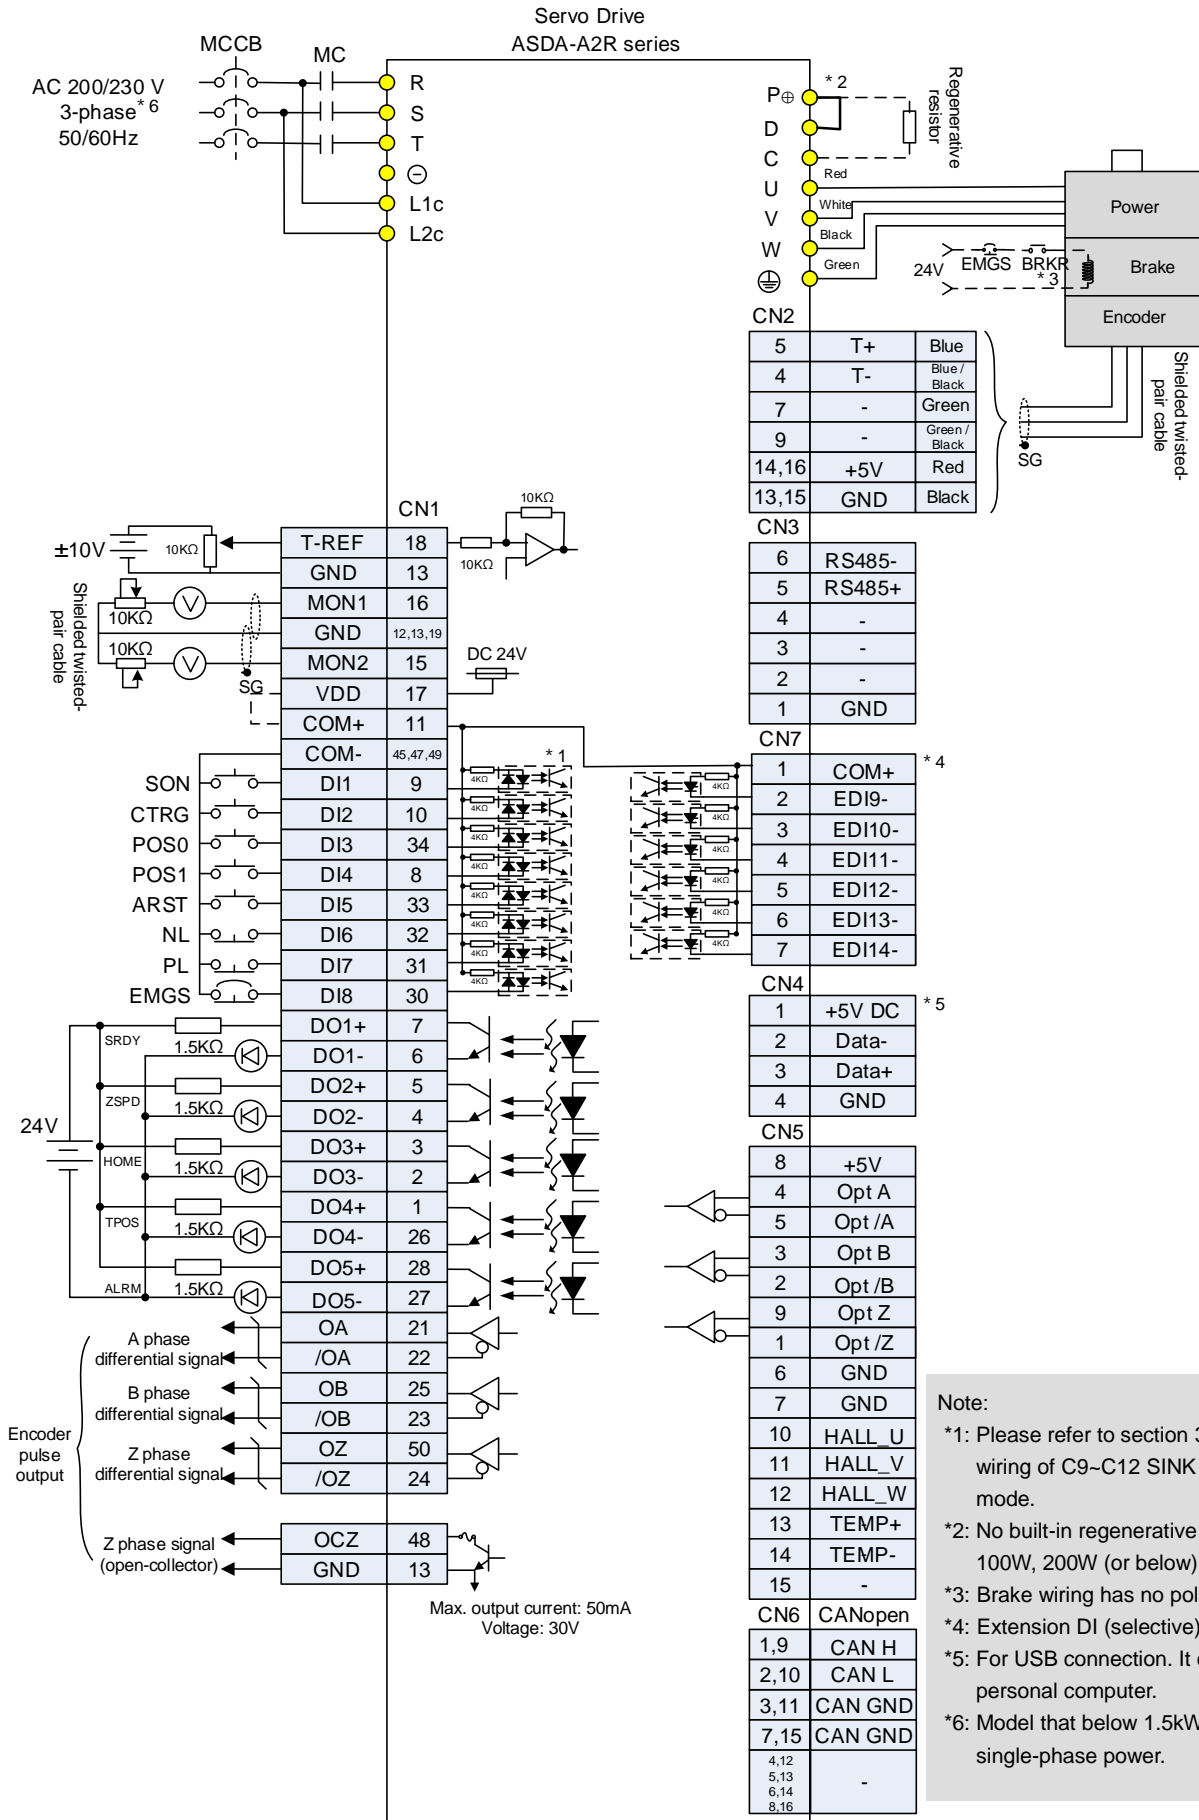 Servo Drive
ASDA-A2R series
MCCB
MC
AC 200/230 V
3-phase* 6
50/60Hz
R
S
T
⊖
L1c
L2c
P⊕
* 2
D
C
U
V
W
Regenerative
resistor
Red
White
Black
Green
24V
EMGS
BRKR
* 3
Power
Brake
Encoder
Shielded twisted-
pair cable
SG
CN2
5 T+ Blue
4 T- Blue / Black
7 - Green
9 - Green / Black
14,16 +5V Red
13,15 GND Black
CN3
6 RS485-
5 RS485+
4 -
3 -
2 -
1 GND
CN7
* 4
1 COM+
2 EDI9-
3 EDI10-
4 EDI11-
5 EDI12-
6 EDI13-
7 EDI14-
4KΩ
4KΩ
4KΩ
4KΩ
4KΩ
4KΩ
CN4
* 5
1 +5V DC
2 Data-
3 Data+
4 GND
CN5
8 +5V
4 Opt A
5 Opt /A
3 Opt B
2 Opt /B
9 Opt Z
1 Opt /Z
6 GND
7 GND
10 HALL_U
11 HALL_V
12 HALL_W
13 TEMP+
14 TEMP-
15 -
CN6 CANopen
1,9 CAN H
2,10 CAN L
3,11 CAN GND
7,15 CAN GND
4,12
5,13
6,14
8,16
-
CN1
T-REF 18
GND 13
MON1 16
GND 12,13,19
MON2 15
VDD 17
COM+ 11
COM- 45,47,49
DI1 9
DI2 10
DI3 34
DI4 8
DI5 33
DI6 32
DI7 31
DI8 30
DO1+ 7
DO1- 6
DO2+ 5
DO2- 4
DO3+ 3
DO3- 2
DO4+ 1
DO4- 26
DO5+ 28
DO5- 27
OA 21
/OA 22
OB 25
/OB 23
OZ 50
/OZ 24
OCZ 48
GND 13
±10V
10KΩ
10KΩ
10KΩ
V
10KΩ
V
10KΩ
10KΩ
Shielded twisted-
pair cable
SG
DC 24V
* 1
4KΩ
4KΩ
4KΩ
4KΩ
4KΩ
4KΩ
4KΩ
4KΩ
SON
CTRG
POS0
POS1
ARST
NL
PL
EMGS
24V
SRDY
1.5KΩ
ZSPD
1.5KΩ
HOME
1.5KΩ
TPOS
1.5KΩ
ALRM
1.5KΩ
Encoder
pulse
output
A phase
differential signal
B phase
differential signal
Z phase
differential signal
Z phase signal
(open-collector)
Max. output current: 50mA
Voltage: 30V
Note:
*1: Please refer to section 3
wiring of C9~C12 SINK
mode.
*2: No built-in regenerative
100W, 200W (or below)
*3: Brake wiring has no pol
*4: Extension DI (selective)
*5: For USB connection. It
personal computer.
*6: Model that below 1.5kW
single-phase power.